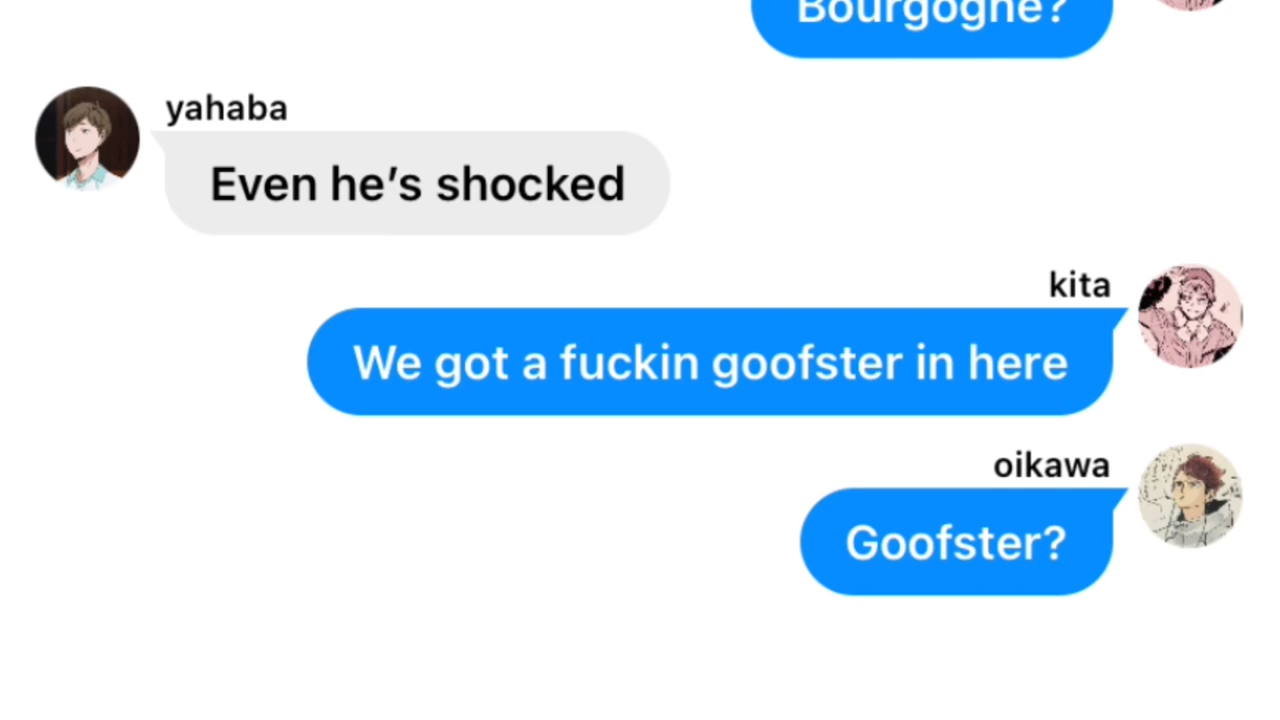 Bourgogne?
yahaba
Even he’s shocked
kita
We got a fuckin goofster in here
oikawa
Goofster?